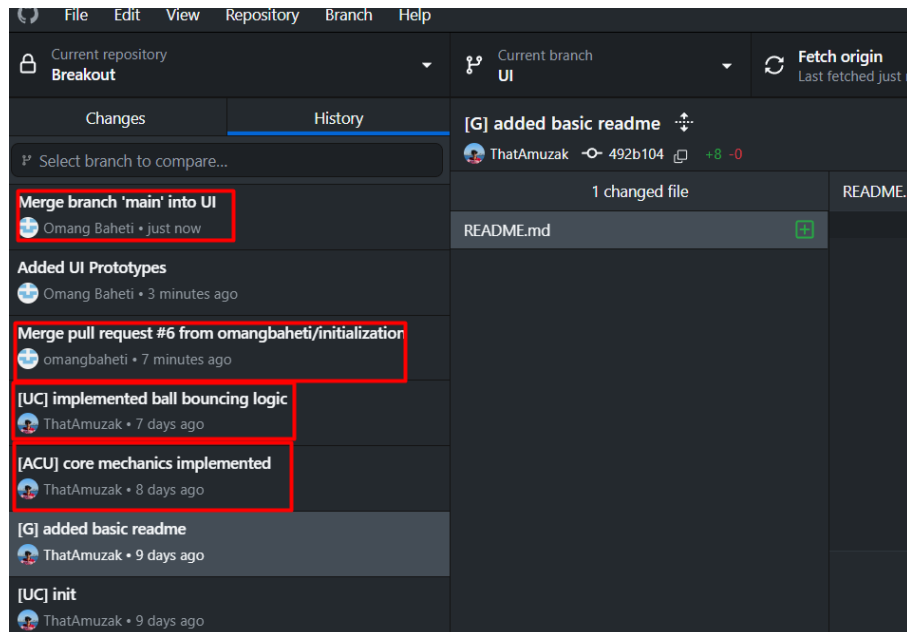 File Edit View Repository Branch Help
Current repository
Breakout
Current branch
UI
Fetch origin
Last fetched just
Changes History
Select branch to compare...
[G] added basic readme
ThatAmuzak 492b104 +8 -0
1 changed file
README.
README.md
Merge branch 'main' into UI
Omang Baheti • just now
Added UI Prototypes
Omang Baheti • 3 minutes ago
Merge pull request #6 from omangbaheti/initialization
omangbaheti • 7 minutes ago
[UC] implemented ball bouncing logic
ThatAmuzak • 7 days ago
[ACU] core mechanics implemented
ThatAmuzak • 8 days ago
[G] added basic readme
ThatAmuzak • 9 days ago
[UC] init
ThatAmuzak • 9 days ago